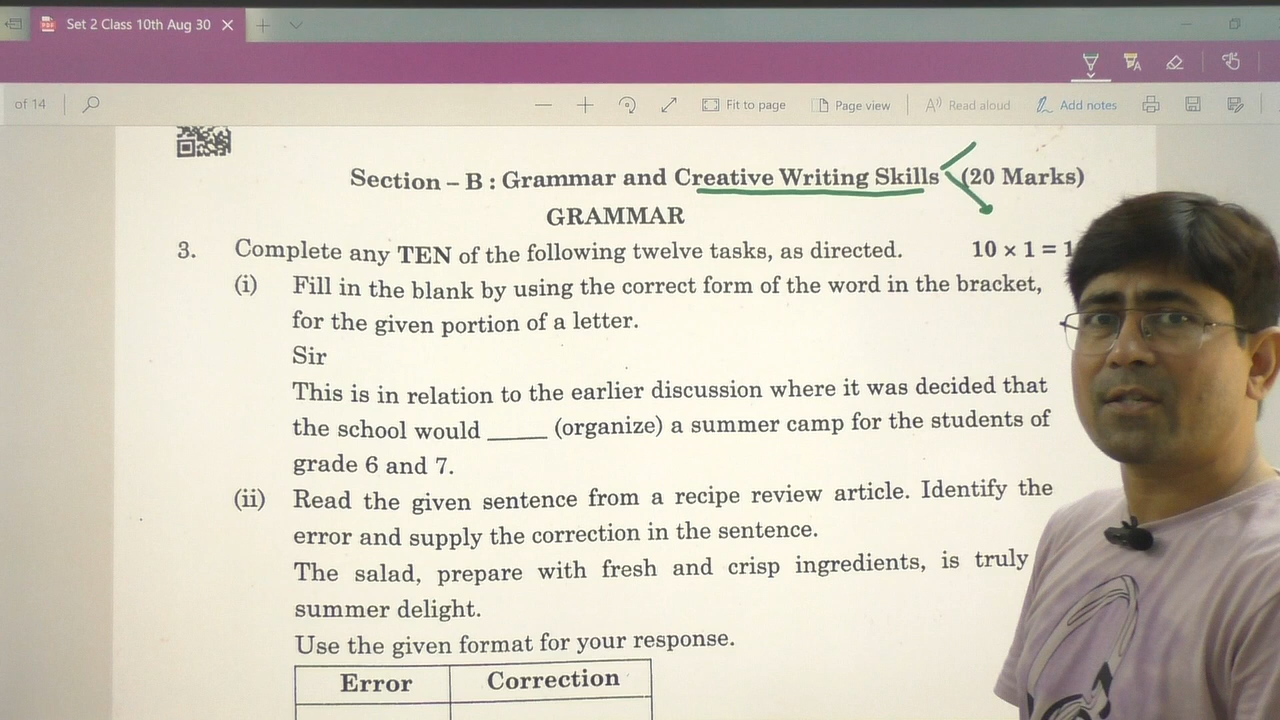 Set 2 Class 10th Aug 30
of 14
Fit to page
Page view
Read aloud
Add notes
Section – B : Grammar and Creative Writing Skills (20 Marks)
GRAMMAR
3. Complete any TEN of the following twelve tasks, as directed. 10 × 1 = 1
(i) Fill in the blank by using the correct form of the word in the bracket,
for the given portion of a letter.
Sir
This is in relation to the earlier discussion where it was decided that
the school would _____ (organize) a summer camp for the students of
grade 6 and 7.
(ii) Read the given sentence from a recipe review article. Identify the
error and supply the correction in the sentence.
The salad, prepare with fresh and crisp ingredients, is truly
summer delight.
Use the given format for your response.
Error Correction